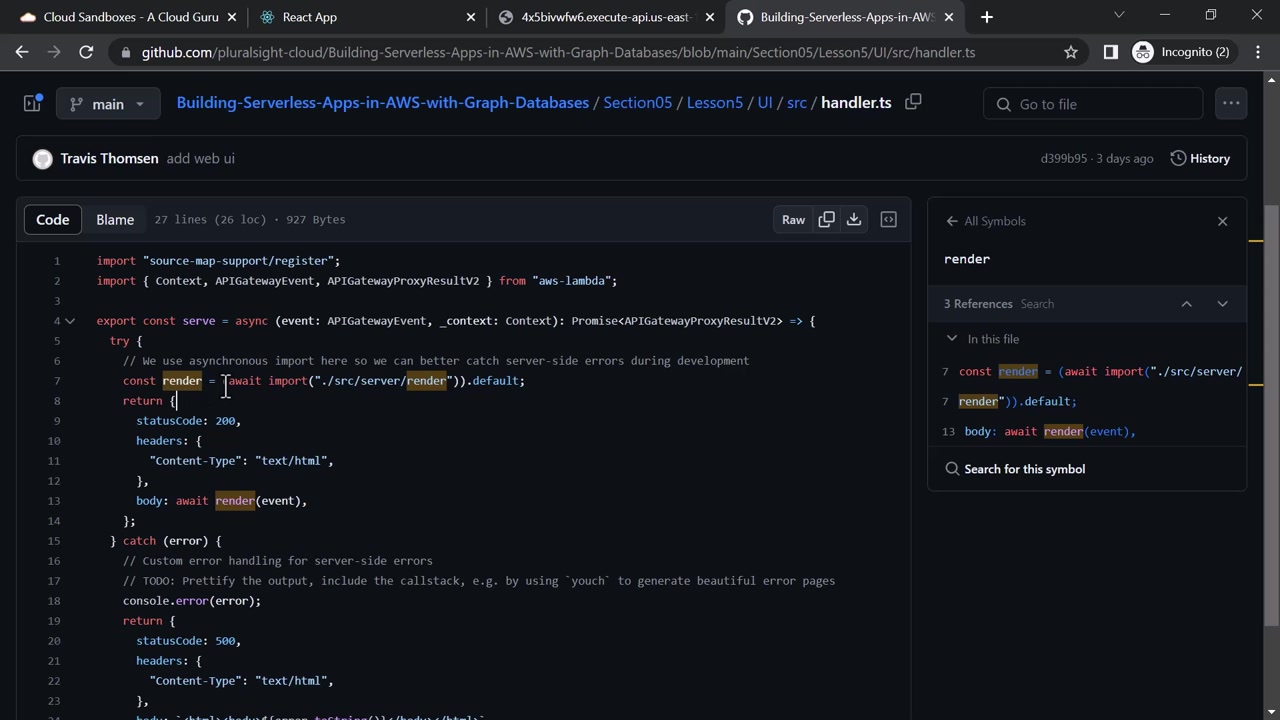 Cloud Sandboxes - A Cloud Guru
React App
4x5bivwfw6.execute-api.us-east-
Building-Serverless-Apps-in-AWS
Incognito (2)
github.com/pluralsight-cloud/Building-Serverless-Apps-in-AWS-with-Graph-Databases/blob/main/Section05/Lesson5/UI/src/handler.ts
main
Building-Serverless-Apps-in-AWS-with-Graph-Databases / Section05 / Lesson5 / UI / src / handler.ts
Go to file
Travis Thomsen add web ui
d399b95 · 3 days ago
History
Code
Blame
27 lines (26 loc) · 927 Bytes
Raw
1 import "source-map-support/register";
2 import { Context, APIGatewayEvent, APIGatewayProxyResultV2 } from "aws-lambda";
3
4 export const serve = async (event: APIGatewayEvent, _context: Context): Promise<APIGatewayProxyResultV2> => {
5 try {
6 // We use asynchronous import here so we can better catch server-side errors during development
7 const render = (await import("./src/server/render")).default;
8 return {
9 statusCode: 200,
10 headers: {
11 "Content-Type": "text/html",
12 },
13 body: await render(event),
14 };
15 } catch (error) {
16 // Custom error handling for server-side errors
17 // TODO: Prettify the output, include the callstack, e.g. by using `youch` to generate beautiful error pages
18 console.error(error);
19 return {
20 statusCode: 500,
21 headers: {
22 "Content-Type": "text/html",
23 },
24 body: `<html><body>${error.toString()}</body></html>`,
All Symbols
render
3 References Search
In this file
7 const render = (await import("./src/server/
7 render")).default;
13 body: await render(event),
Search for this symbol